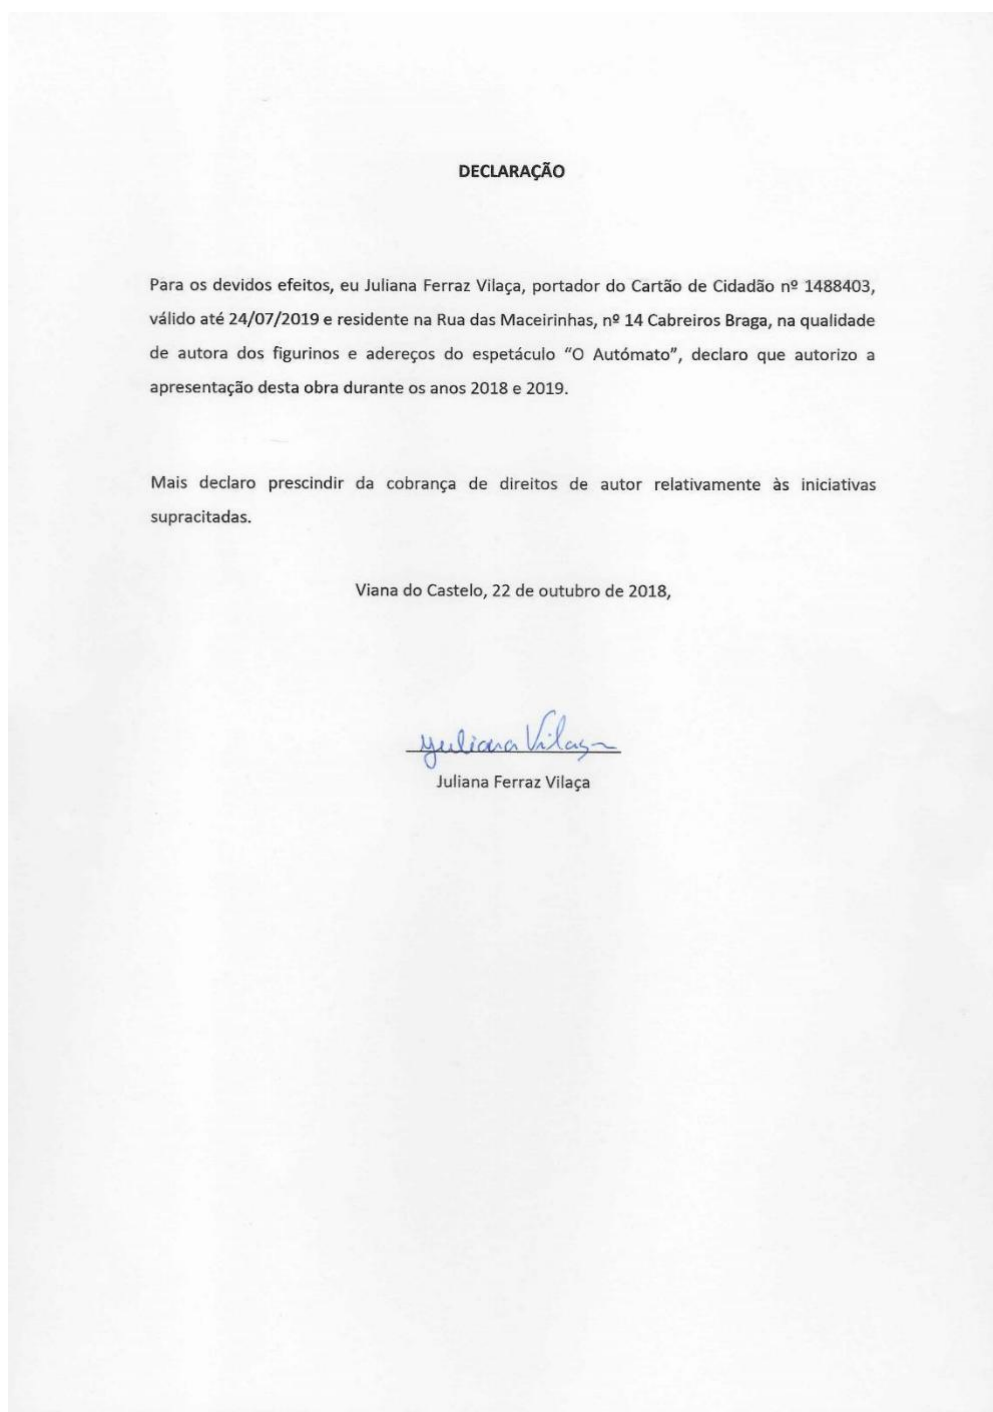 DECLARAÇÃO
Para os devidos efeitos, eu Juliana Ferraz Vilaça, portador do Cartão de Cidadão nº 1488403,
válido até 24/07/2019 e residente na Rua das Maceirinhas, nº 14 Cabreiros Braga, na qualidade
de autora dos figurinos e adereços do espetáculo “O Autómato”, declaro que autorizo a
apresentação desta obra durante os anos 2018 e 2019.
Mais declaro prescindir da cobrança de direitos de autor relativamente às iniciativas
supracitadas.
Viana do Castelo, 22 de outubro de 2018,
Juliana Vilaça
Juliana Ferraz Vilaça